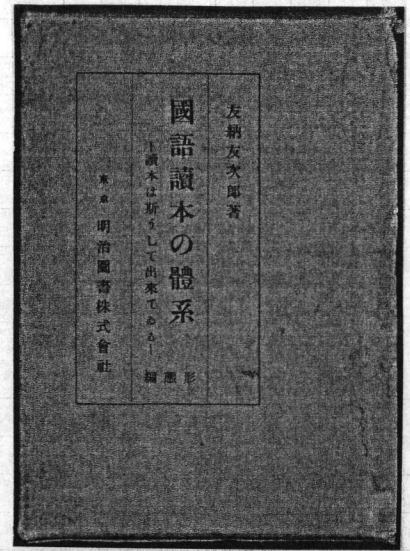 友納友次郎著
國語讀本の體系
―讀本は斯うして出來てゐる―
形態編
東京 明治圖書株式會社